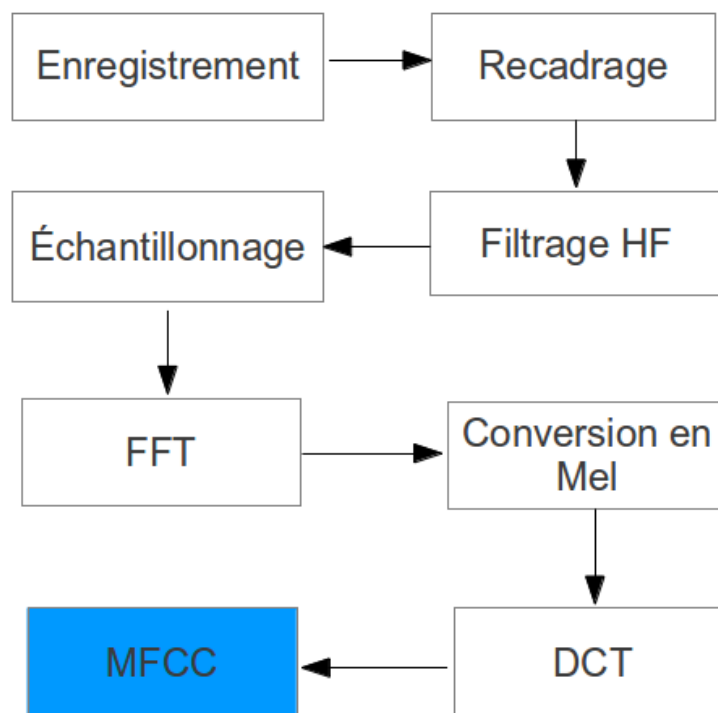 Enregistrement
Recadrage
Échantillonnage
Filtrage HF
FFT
Conversion en
Mel
MFCC
DCT